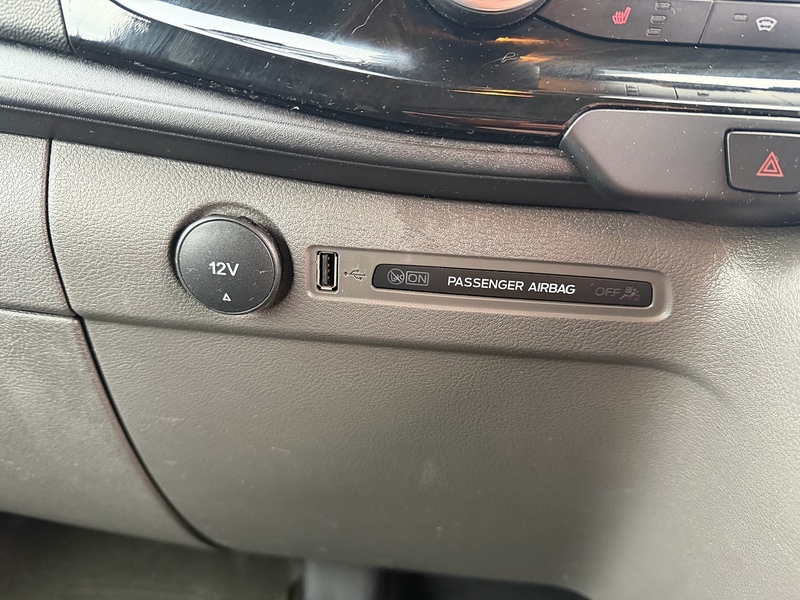 12V
ON PASSENGER AIRBAG OFF